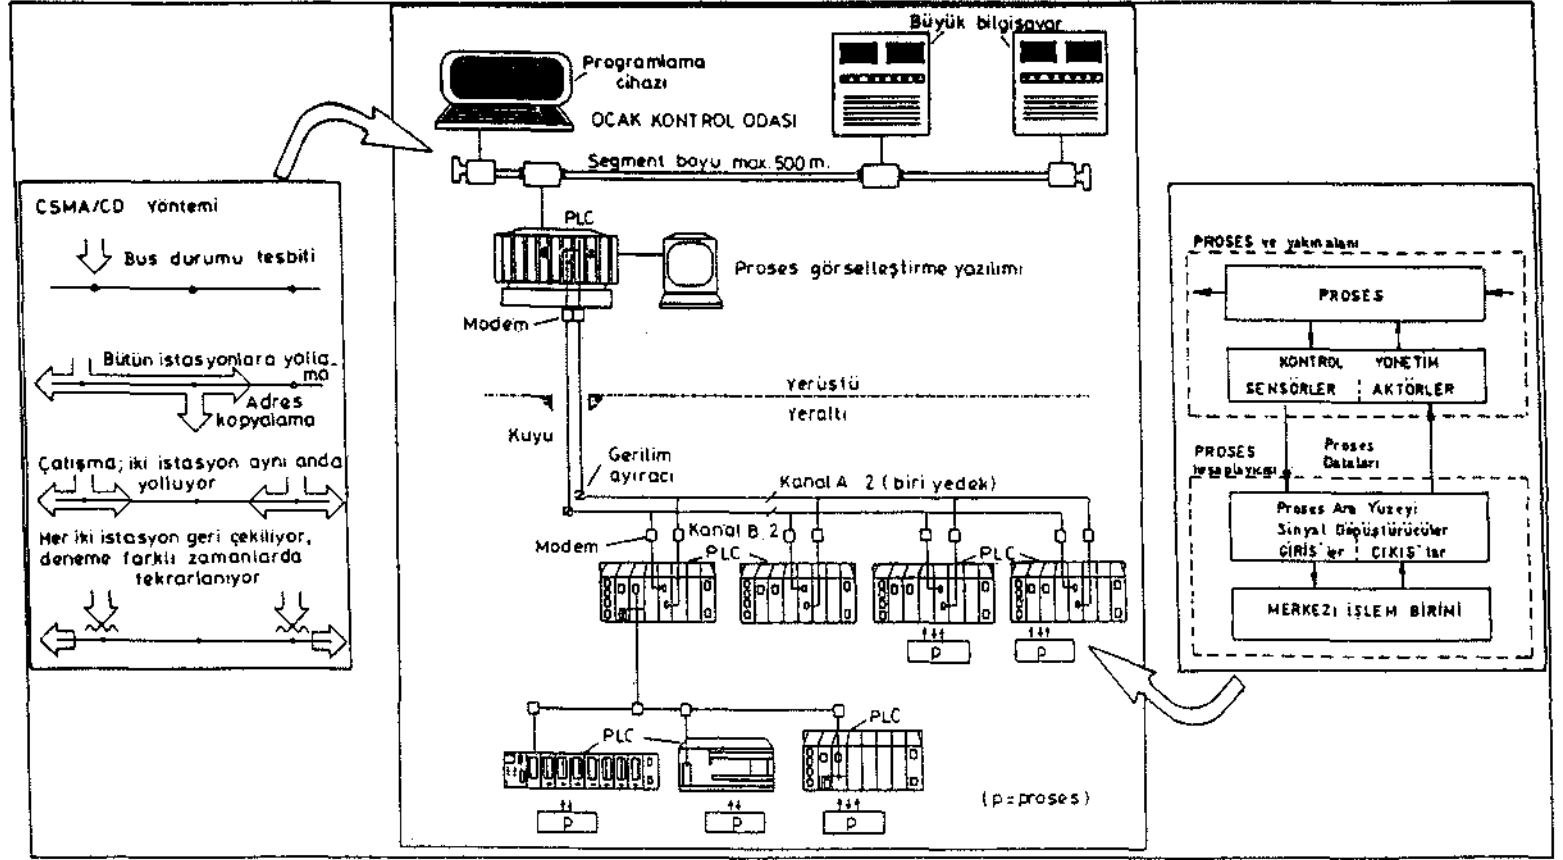 CSMA/CD Yöntemi
Bus durumu tesbiti
Bütün istasyonlara yolla_
ma
Adres
kopyalama
Çatışma; iki istasyon aynı anda
yolluyor
Her iki istasyon geri çekiliyor,
deneme farklı zamanlarda
tekrarlanıyor
Büyük bilgisayar
Programlama
cihazı
OCAK KONTROL ODASI
Segment boyu max. 500 m.
PLC
Proses görselleştirme yazılımı
Modem
Yerüstü
Yeraltı
Kuyu
Gerilim
ayıracı
Kanal A 2 (biri yedek)
Kanal B 2
Modem
PLC
PLC
P
P
PLC
PLC
P
P
P
(p=proses)
PROSES ve yakın alanı
PROSES
KONTROL YÖNETİM
SENSÖRLER AKTÖRLER
PROSES
hesaplayıcısı
Proses
Dataları
Proses Ara Yüzeyi
Sinyal Dönüştürücüler
GİRİŞ'ler ÇIKIŞ'lar
MERKEZI İŞLEM BİRİMİ